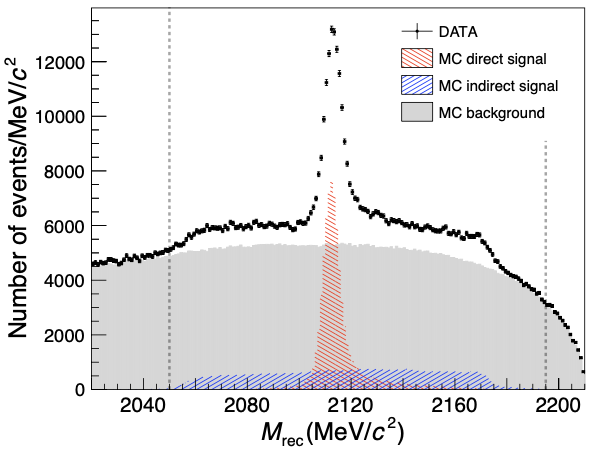 Number of events/MeV/c²
12000
10000
8000
6000
4000
2000
0
DATA
MC direct signal
MC indirect signal
MC background
2040 2080 2120 2160 2200
M_rec(MeV/c²)